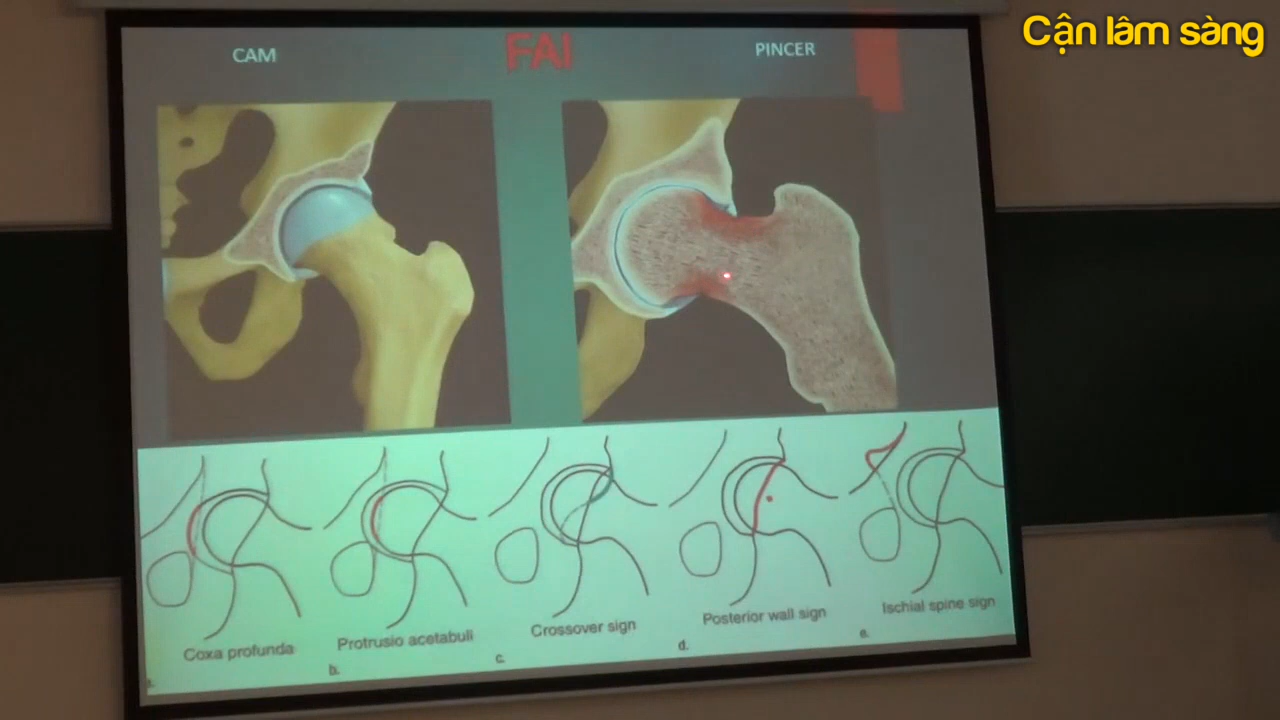 Cận lâm sàng
CAM
FAI
PINCER
Coxa profunda
b.
Protrusio acetabuli
c.
Crossover sign
d.
Posterior wall sign
e.
Ischial spine sign